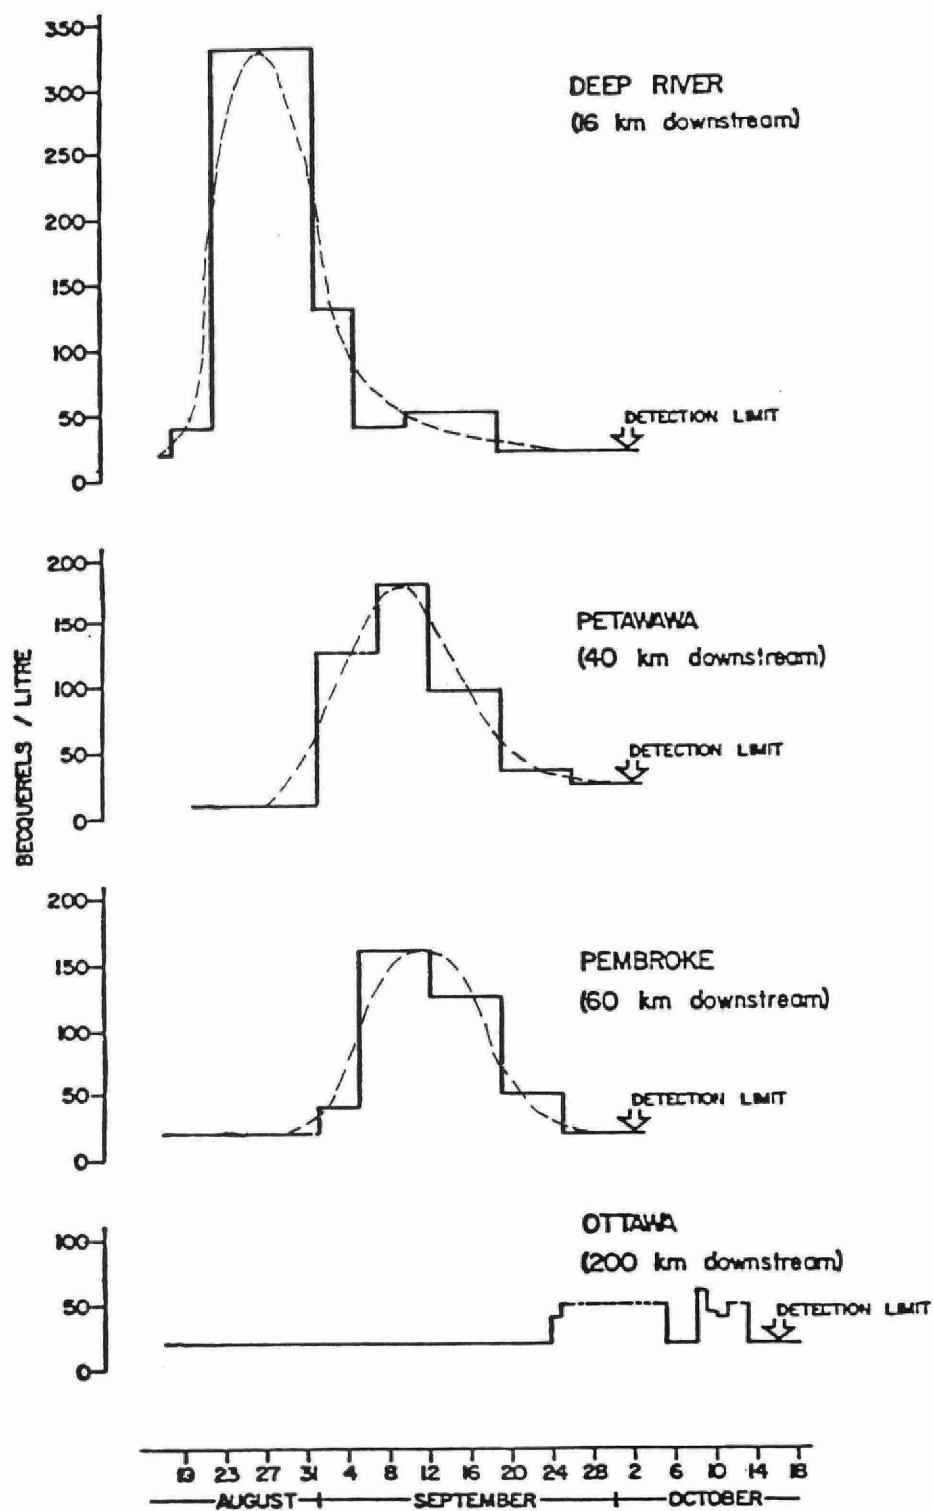 350
300
250
200
150
100
50
0
DEEP RIVER
(16 km downstream)
DETECTION LIMIT
BECQUERELS / LITRE
200
150
100
50
0
PETAWAWA
(40 km downstream)
DETECTION LIMIT
200
150
100
50
0
PEMBROKE
(60 km downstream)
DETECTION LIMIT
100
50
0
OTTAWA
(200 km downstream)
DETECTION LIMIT
19 23 27 31 4 8 12 16 20 24 28 2 6 10 14 18
AUGUST SEPTEMBER OCTOBER